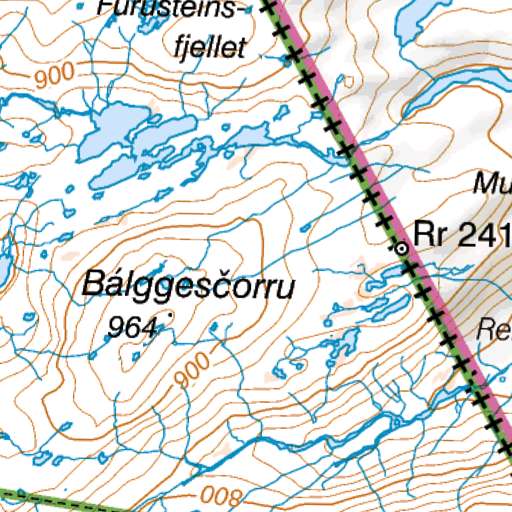 Furusteins-
fjellet
900
Mu
Rr 241
Bálggesčorru
964
Re
900
800